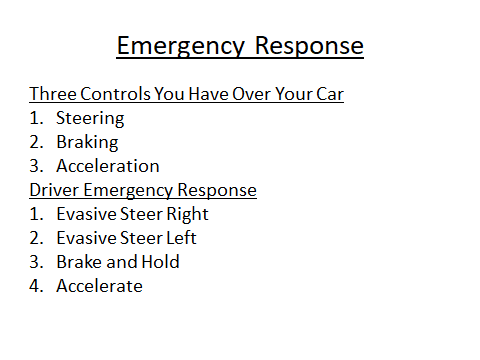 Emergency Response
Three Controls You Have Over Your Car
1. Steering
2. Braking
3. Acceleration
Driver Emergency Response
1. Evasive Steer Right
2. Evasive Steer Left
3. Brake and Hold
4. Accelerate